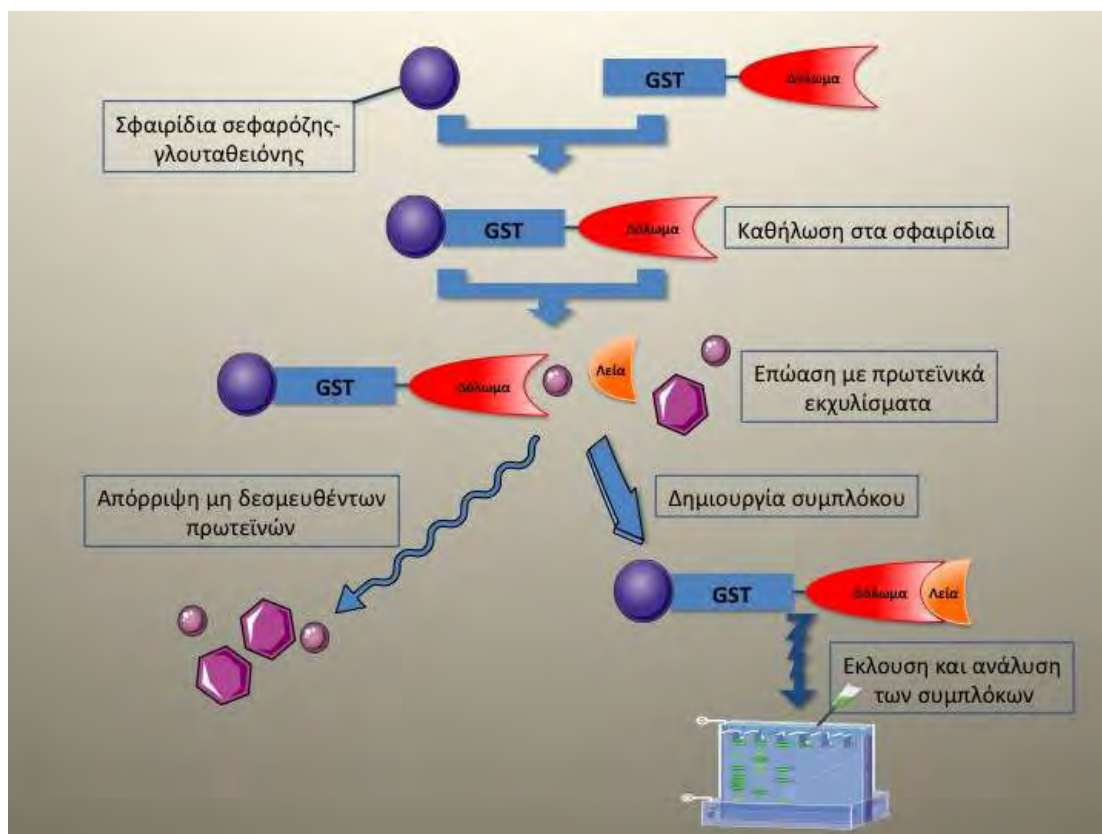 GST
Δόλωμα
Σφαιρίδια σεφαρόζης-
γλουταθειόνης
GST
Δόλωμα
Καθήλωση στα σφαιρίδια
GST
Δόλωμα
Λεία
Επώαση με πρωτεϊνικά
εκχυλίσματα
Απόρριψη μη δεσμευθέντων
πρωτεϊνών
Δημιουργία συμπλόκου
GST
Δόλωμα
Λεία
Εκλουση και ανάλυση
των συμπλόκων